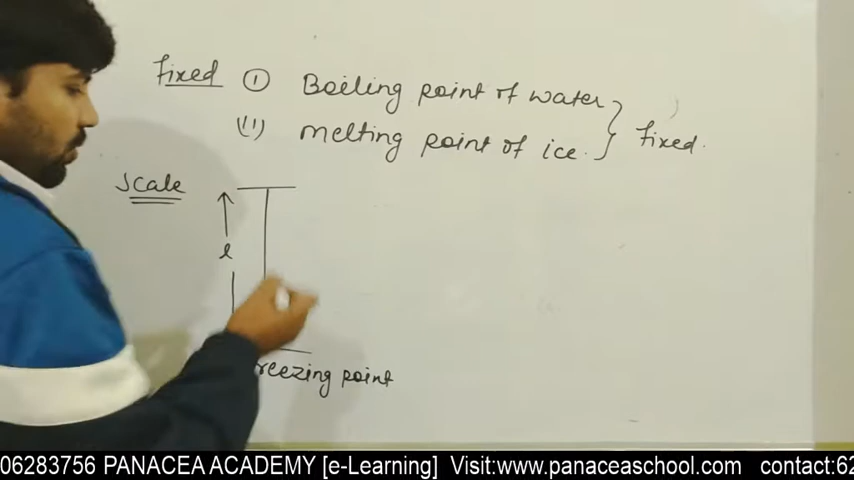 fixed (I) Boiling point of water
(II) melting point of ice. fixed.
Scale
l
reezing point
06283756 PANACEA ACADEMY [e-Learning] Visit:www.panaceaschool.com contact:62